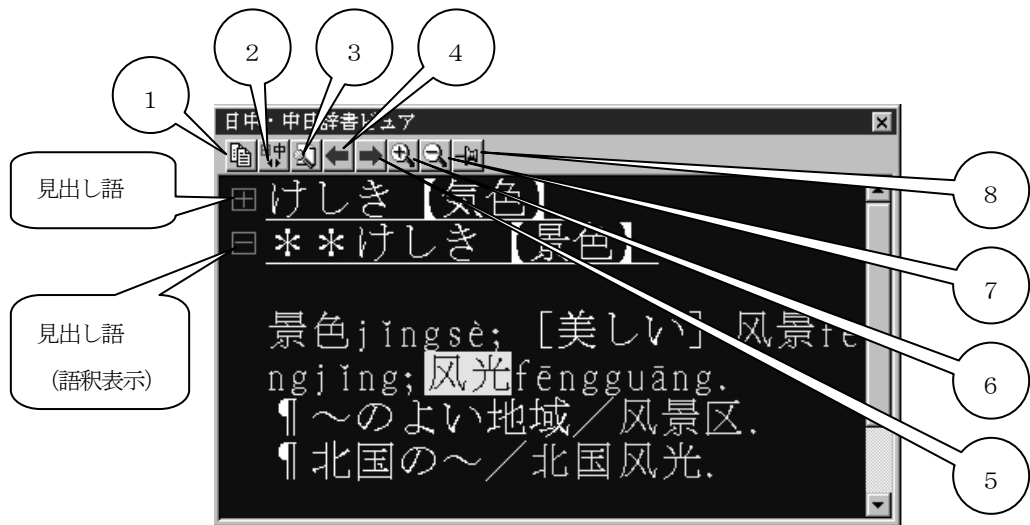 1
2
3
4
日中・中日辞書ビュア
見出し語
けしき【気色】
＊＊けしき【景色】
見出し語
(語釈表示)
景色jǐngsè; [美しい] 风景fē
ngjǐng;风光fēngguāng.
¶～のよい地域／风景区.
¶北国の～／北国风光.
8
7
6
5